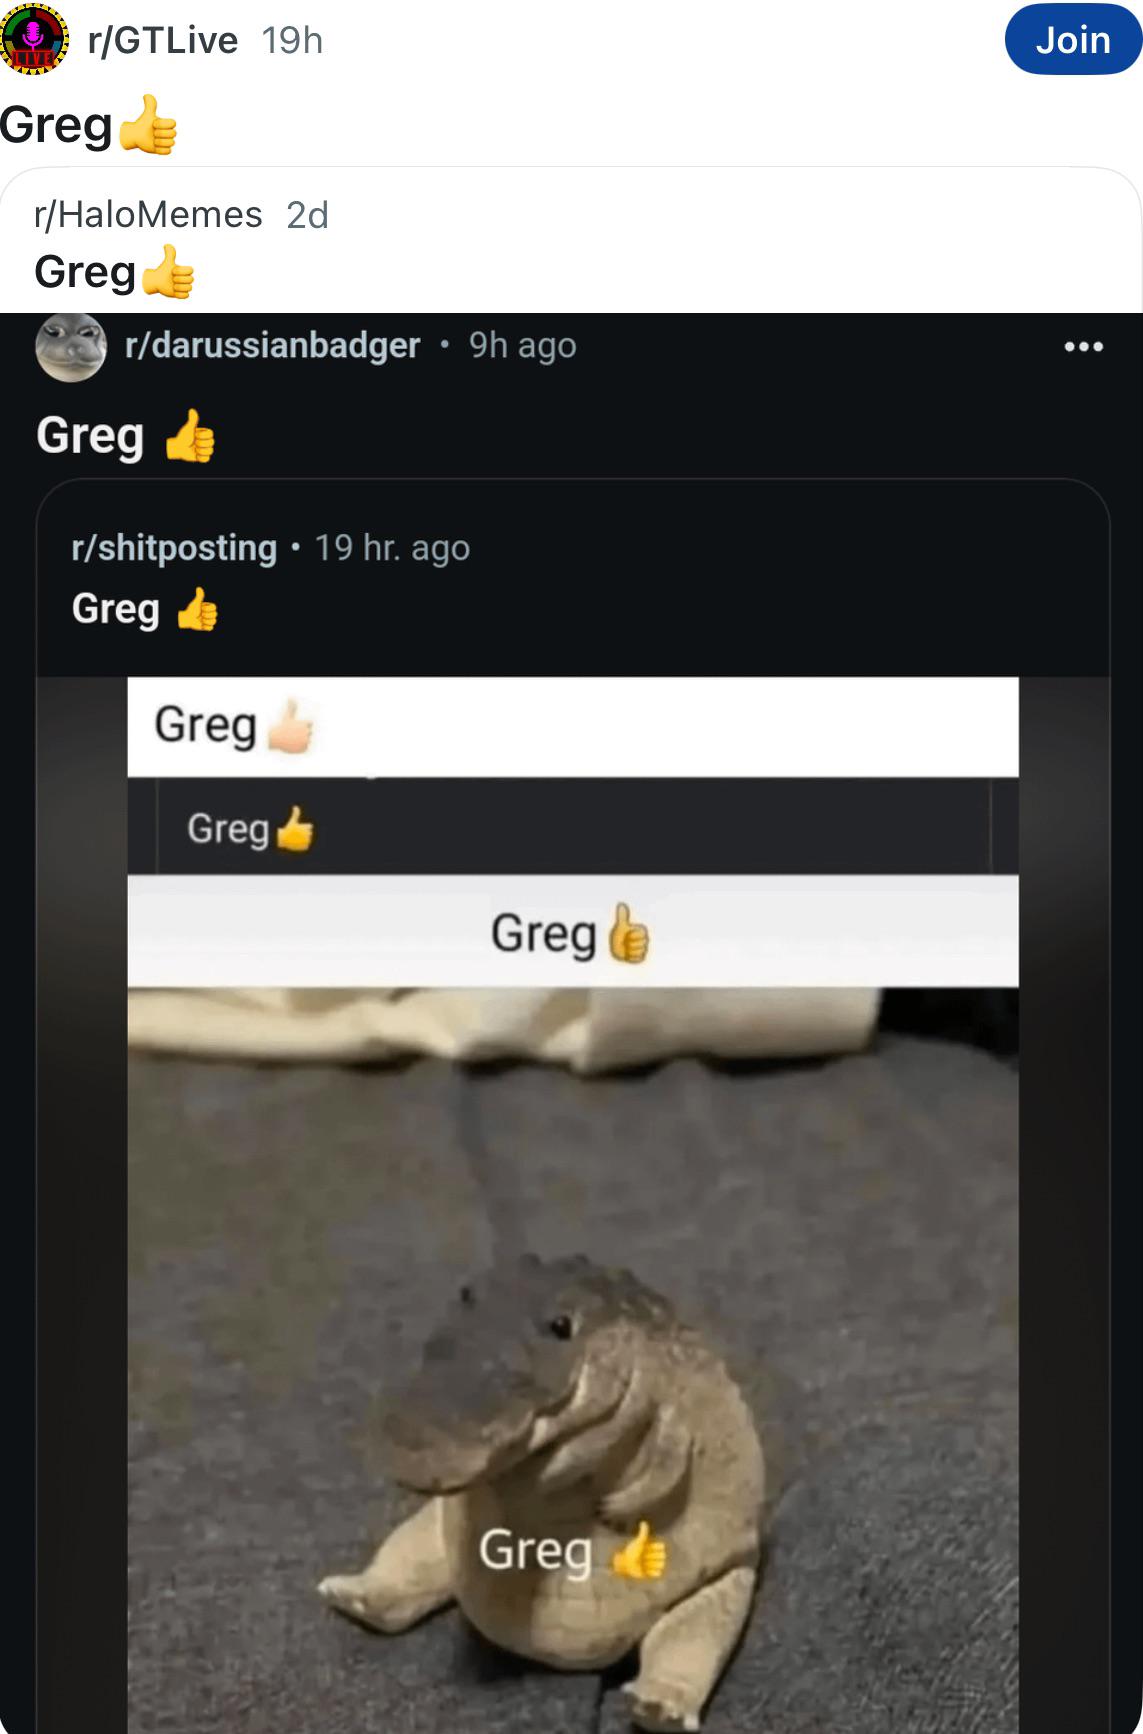 LIVE
r/GTLive 19h
Join
Greg👍
r/HaloMemes 2d
Greg👍
r/darussianbadger • 9h ago
Greg 👍
r/shitposting • 19 hr. ago
Greg 👍
Greg👍🏻
Greg👍
Greg👍
Greg 👍